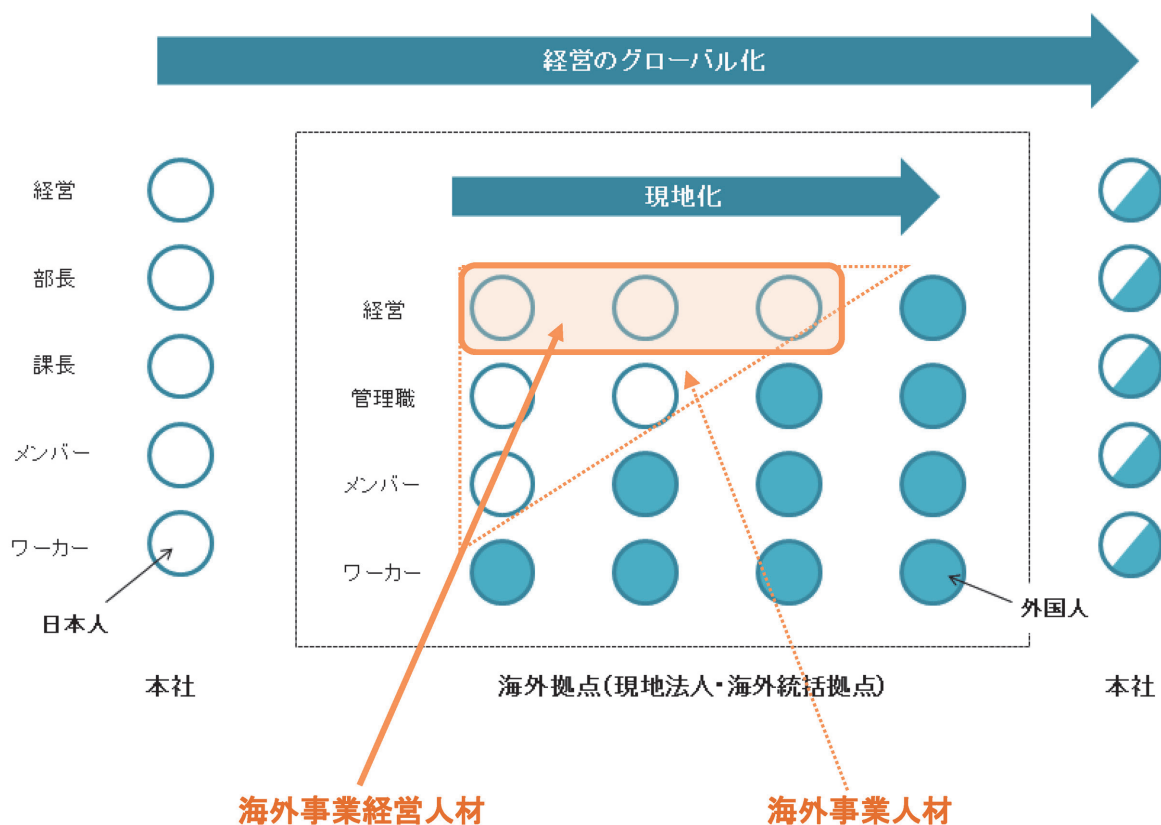 経営のグローバル化
現地化
経営
部長
課長
メンバー
ワーカー
日本人
本社
経営
管理職
メンバー
ワーカー
外国人
海外拠点(現地法人・海外統括拠点)
本社
海外事業経営人材
海外事業人材